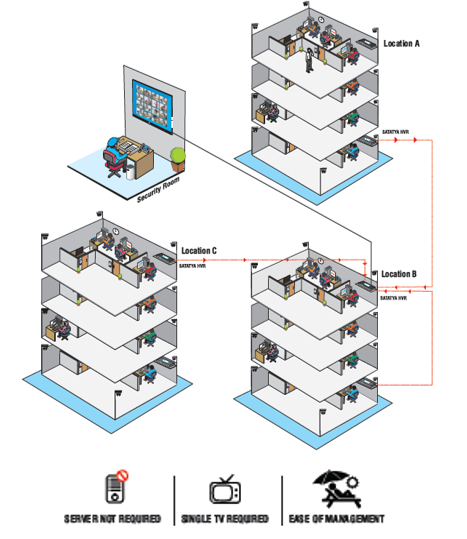 Location A
SATATYA HVR
Security Room
Location C
SATATYA HVR
Location B
SATATYA HVR
SERVER NOT REQUIRED
SINGLE TV REQUIRED
EASE OF MANAGEMENT